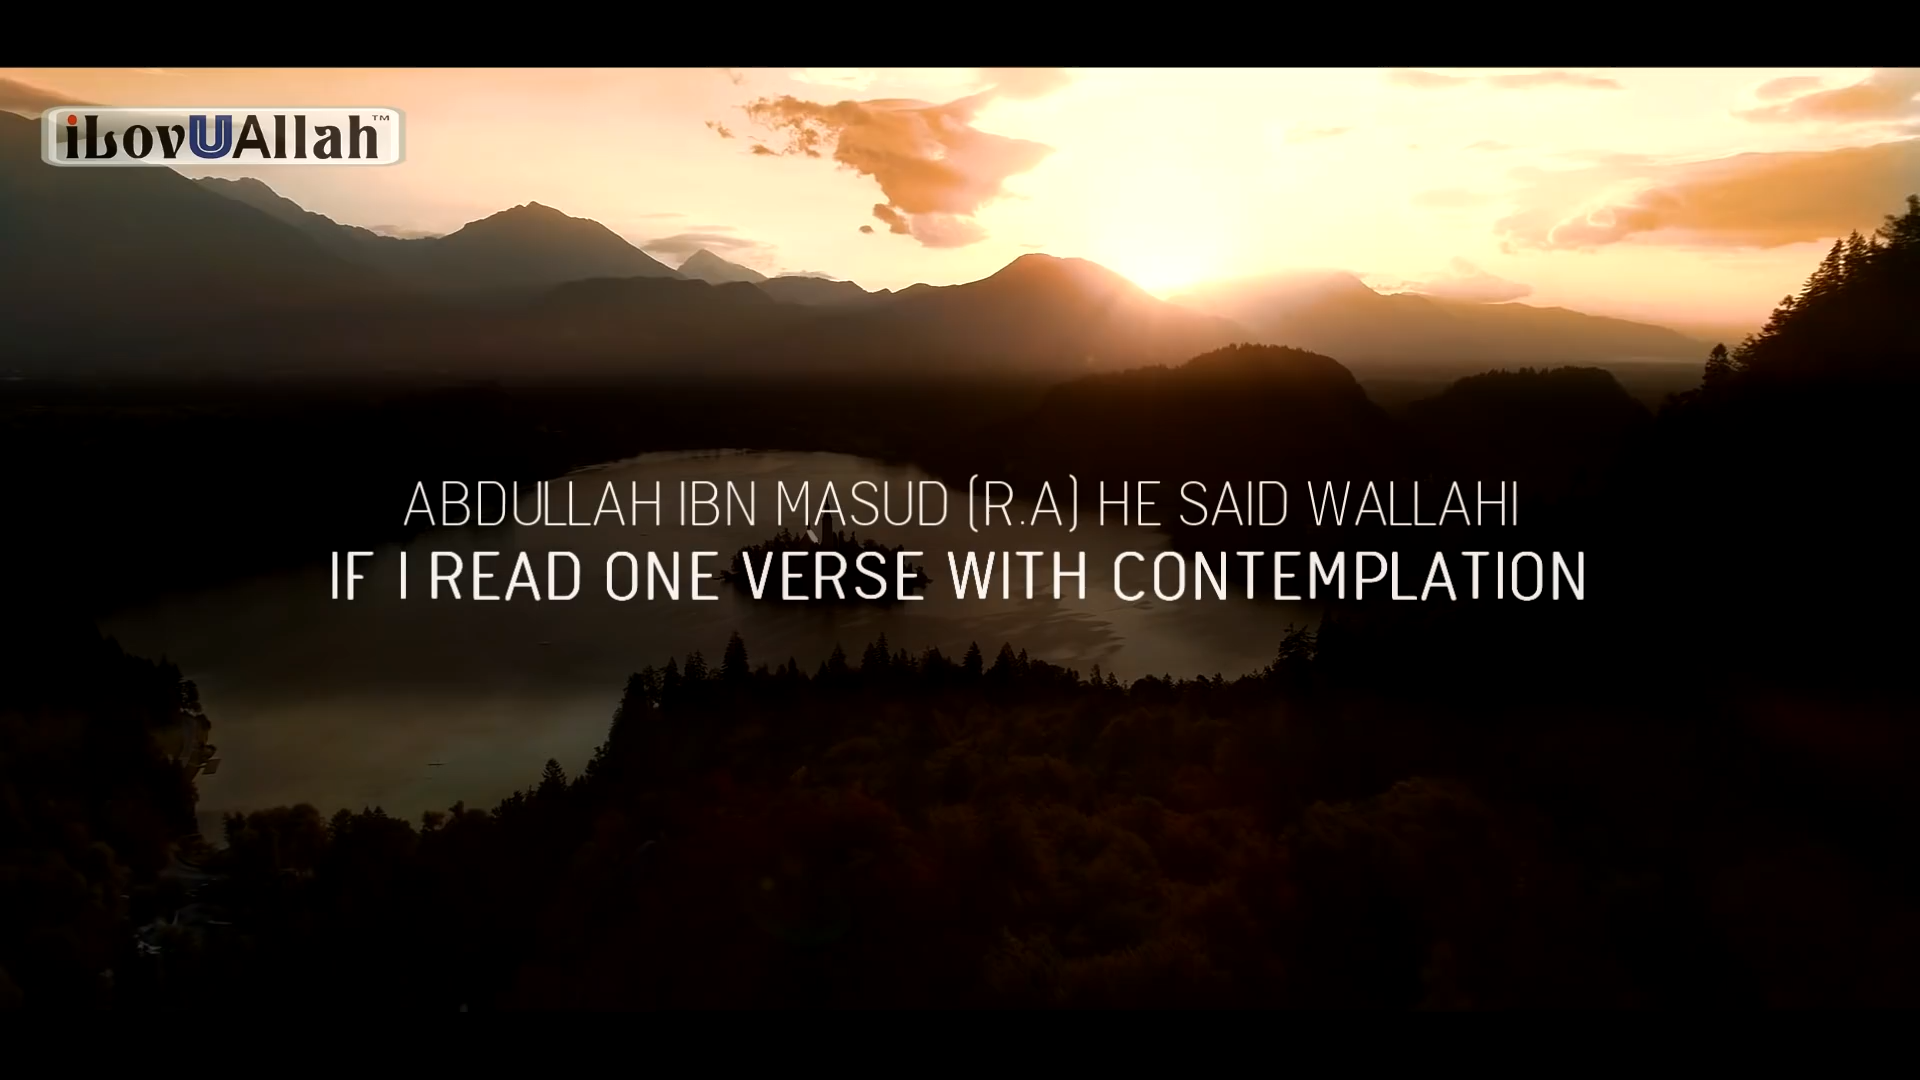 iLovUAllah™
ABDULLAH IBN MASUD (R.A) HE SAID WALLAHI
IF I READ ONE VERSE WITH CONTEMPLATION